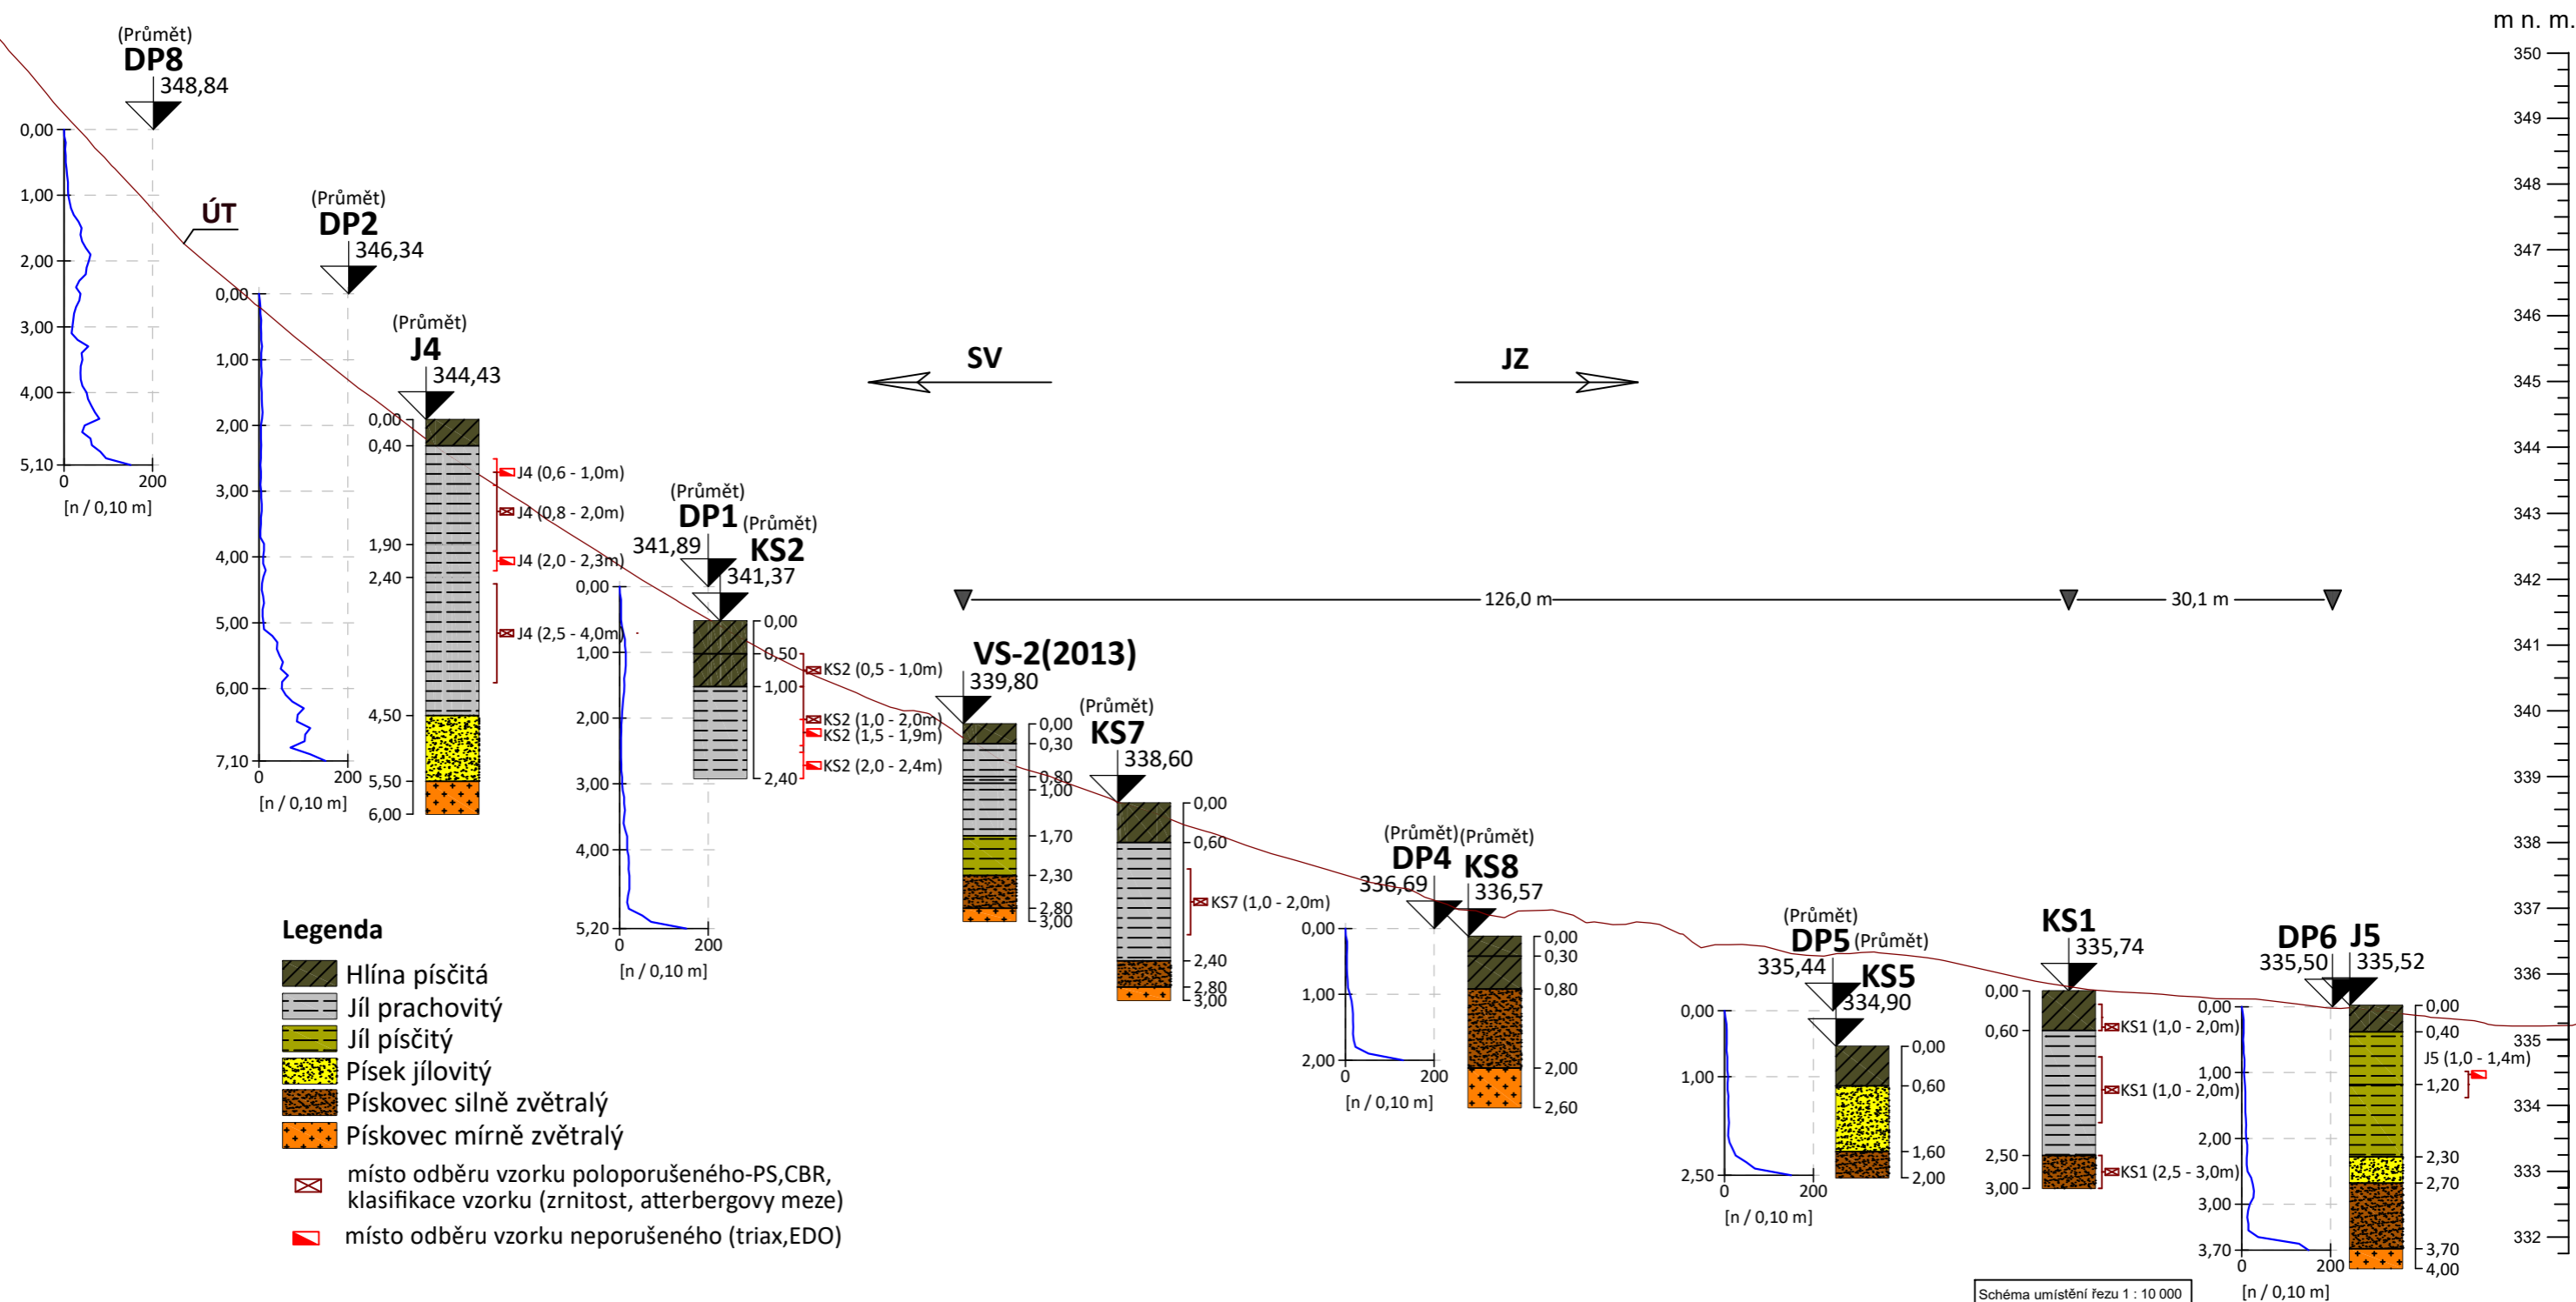 m n. m.
350
349
348
347
346
345
344
343
342
341
340
339
338
337
336
335
334
333
332
(Průmět)
DP8
348,84
0,00
1,00
2,00
3,00
4,00
5,10
0
200
[n / 0,10 m]
ÚT
(Průmět)
DP2
346,34
0,00
1,00
2,00
3,00
4,00
5,00
6,00
7,10
0
200
[n / 0,10 m]
(Průmět)
J4
344,43
0,00
0,40
1,90
2,40
4,50
5,50
6,00
J4 (0,6 - 1,0m)
J4 (0,8 - 2,0m)
J4 (2,0 - 2,3m)
J4 (2,5 - 4,0m)
SV
JZ
(Průmět)
DP1
341,89
0,00
1,00
2,00
3,00
4,00
5,20
0
200
[n / 0,10 m]
(Průmět)
KS2
341,37
0,00
0,50
1,00
2,40
KS2 (0,5 - 1,0m)
KS2 (1,0 - 2,0m)
KS2 (1,5 - 1,9m)
KS2 (2,0 - 2,4m)
126,0 m
30,1 m
VS-2(2013)
339,80
0,00
0,30
0,80
1,00
1,70
2,30
2,80
3,00
(Průmět)
KS7
338,60
0,00
0,60
2,40
2,80
3,00
KS7 (1,0 - 2,0m)
(Průmět)
DP4
336,69
0,00
1,00
2,00
0
200
[n / 0,10 m]
(Průmět)
KS8
336,57
0,00
0,30
0,80
2,00
2,60
(Průmět)
DP5
335,44
0,00
1,00
2,50
0
200
[n / 0,10 m]
(Průmět)
KS5
334,90
0,00
0,60
1,60
2,00
KS1
335,74
0,00
0,60
2,50
3,00
KS1 (1,0 - 2,0m)
KS1 (1,0 - 2,0m)
KS1 (2,5 - 3,0m)
DP6
335,50
0,00
1,00
2,00
3,00
3,70
0
200
[n / 0,10 m]
J5
335,52
0,00
0,40
1,20
2,30
2,70
3,70
4,00
J5 (1,0 - 1,4m)
Legenda
Hlína písčitá
Jíl prachovitý
Jíl písčitý
Písek jílovitý
Pískovec silně zvětralý
Pískovec mírně zvětralý
místo odběru vzorku poloporušeného-PS,CBR,
klasifikace vzorku (zrnitost, atterbergovy meze)
místo odběru vzorku neporušeného (triax,EDO)
Schéma umístění řezu 1 : 10 000